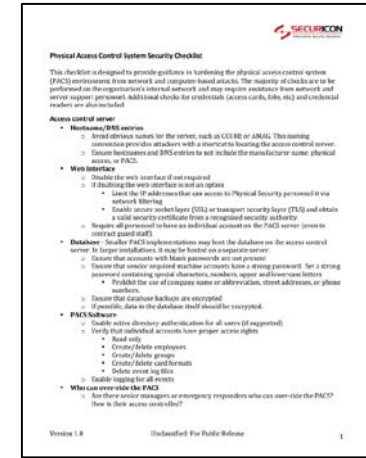 SECURICON
Physical Access Control System Security Checklist
This checklist is designed to provide guidance in hardening the physical access control system
(PACS) environment from network and computer-based attacks. The majority of checks are to be
performed on the organization's internal network and may require assistance from network and
server support personnel. Additional checks for credentials (access cards, fobs, etc) and credential
readers are also included.
Access control server
• Hostname/DNS entries
o Avoid obvious names for the server, such as CCURE or AMAG. This naming
convention provides attackers with a shortcut to locating the access control server.
o Ensure hostnames and DNS entries to not include the manufacturer name, physical
access, or PACS.
• Web Interface
o Disable the web interface if not required
o If disabling the web interface is not an option
▪ Limit the IP addresses that can access to Physical Security personnel it via
network filtering
▪ Enable secure socket layer (SSL) or transport security layer (TLS) and obtain
a valid security certificate from a recognized security authority
o Require all personnel to have an individual account on the PACS server (even to
contract guard staff).
• Database - Smaller PACS implementations may host the database on the access control
server. In larger installations, it may be hosted on a separate server.
o Ensure that accounts with blank passwords are not present
o Ensure that vendor required machine accounts have a strong password. Set a strong
password containing special characters, numbers, upper and lowercase letters
▪ Prohibit the use of company name or abbreviation, street addresses, or phone
numbers.
o Ensure that database backups are encrypted
o If possible, data in the database itself should be encrypted.
• PACS Software
o Enable active directory authentication for all users (if supported)
o Verify that individual accounts have proper access rights
▪ Read only
▪ Create/delete employees
▪ Create/delete groups
▪ Create/delete card formats
▪ Delete event log files
o Enable logging for all events
• Who can over-ride the PACS
o Are there senior managers or emergency responders who can over-ride the PACS?
How is their access controlled?
Version 1.0 Unclassified: For Public Release 1